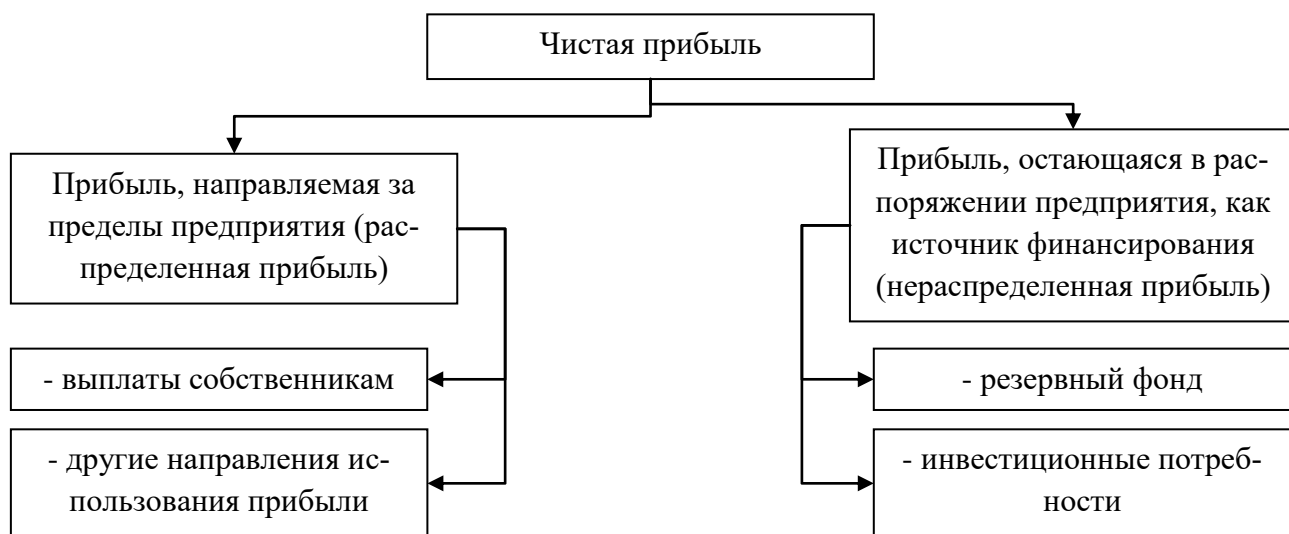 Чистая прибыль
Прибыль, направляемая за
пределы предприятия (рас-
пределенная прибыль)
- выплаты собственникам
- другие направления ис-
пользования прибыли
Прибыль, остающаяся в рас-
поряжении предприятия, как
источник финансирования
(нераспределенная прибыль)
- резервный фонд
- инвестиционные потреб-
ности